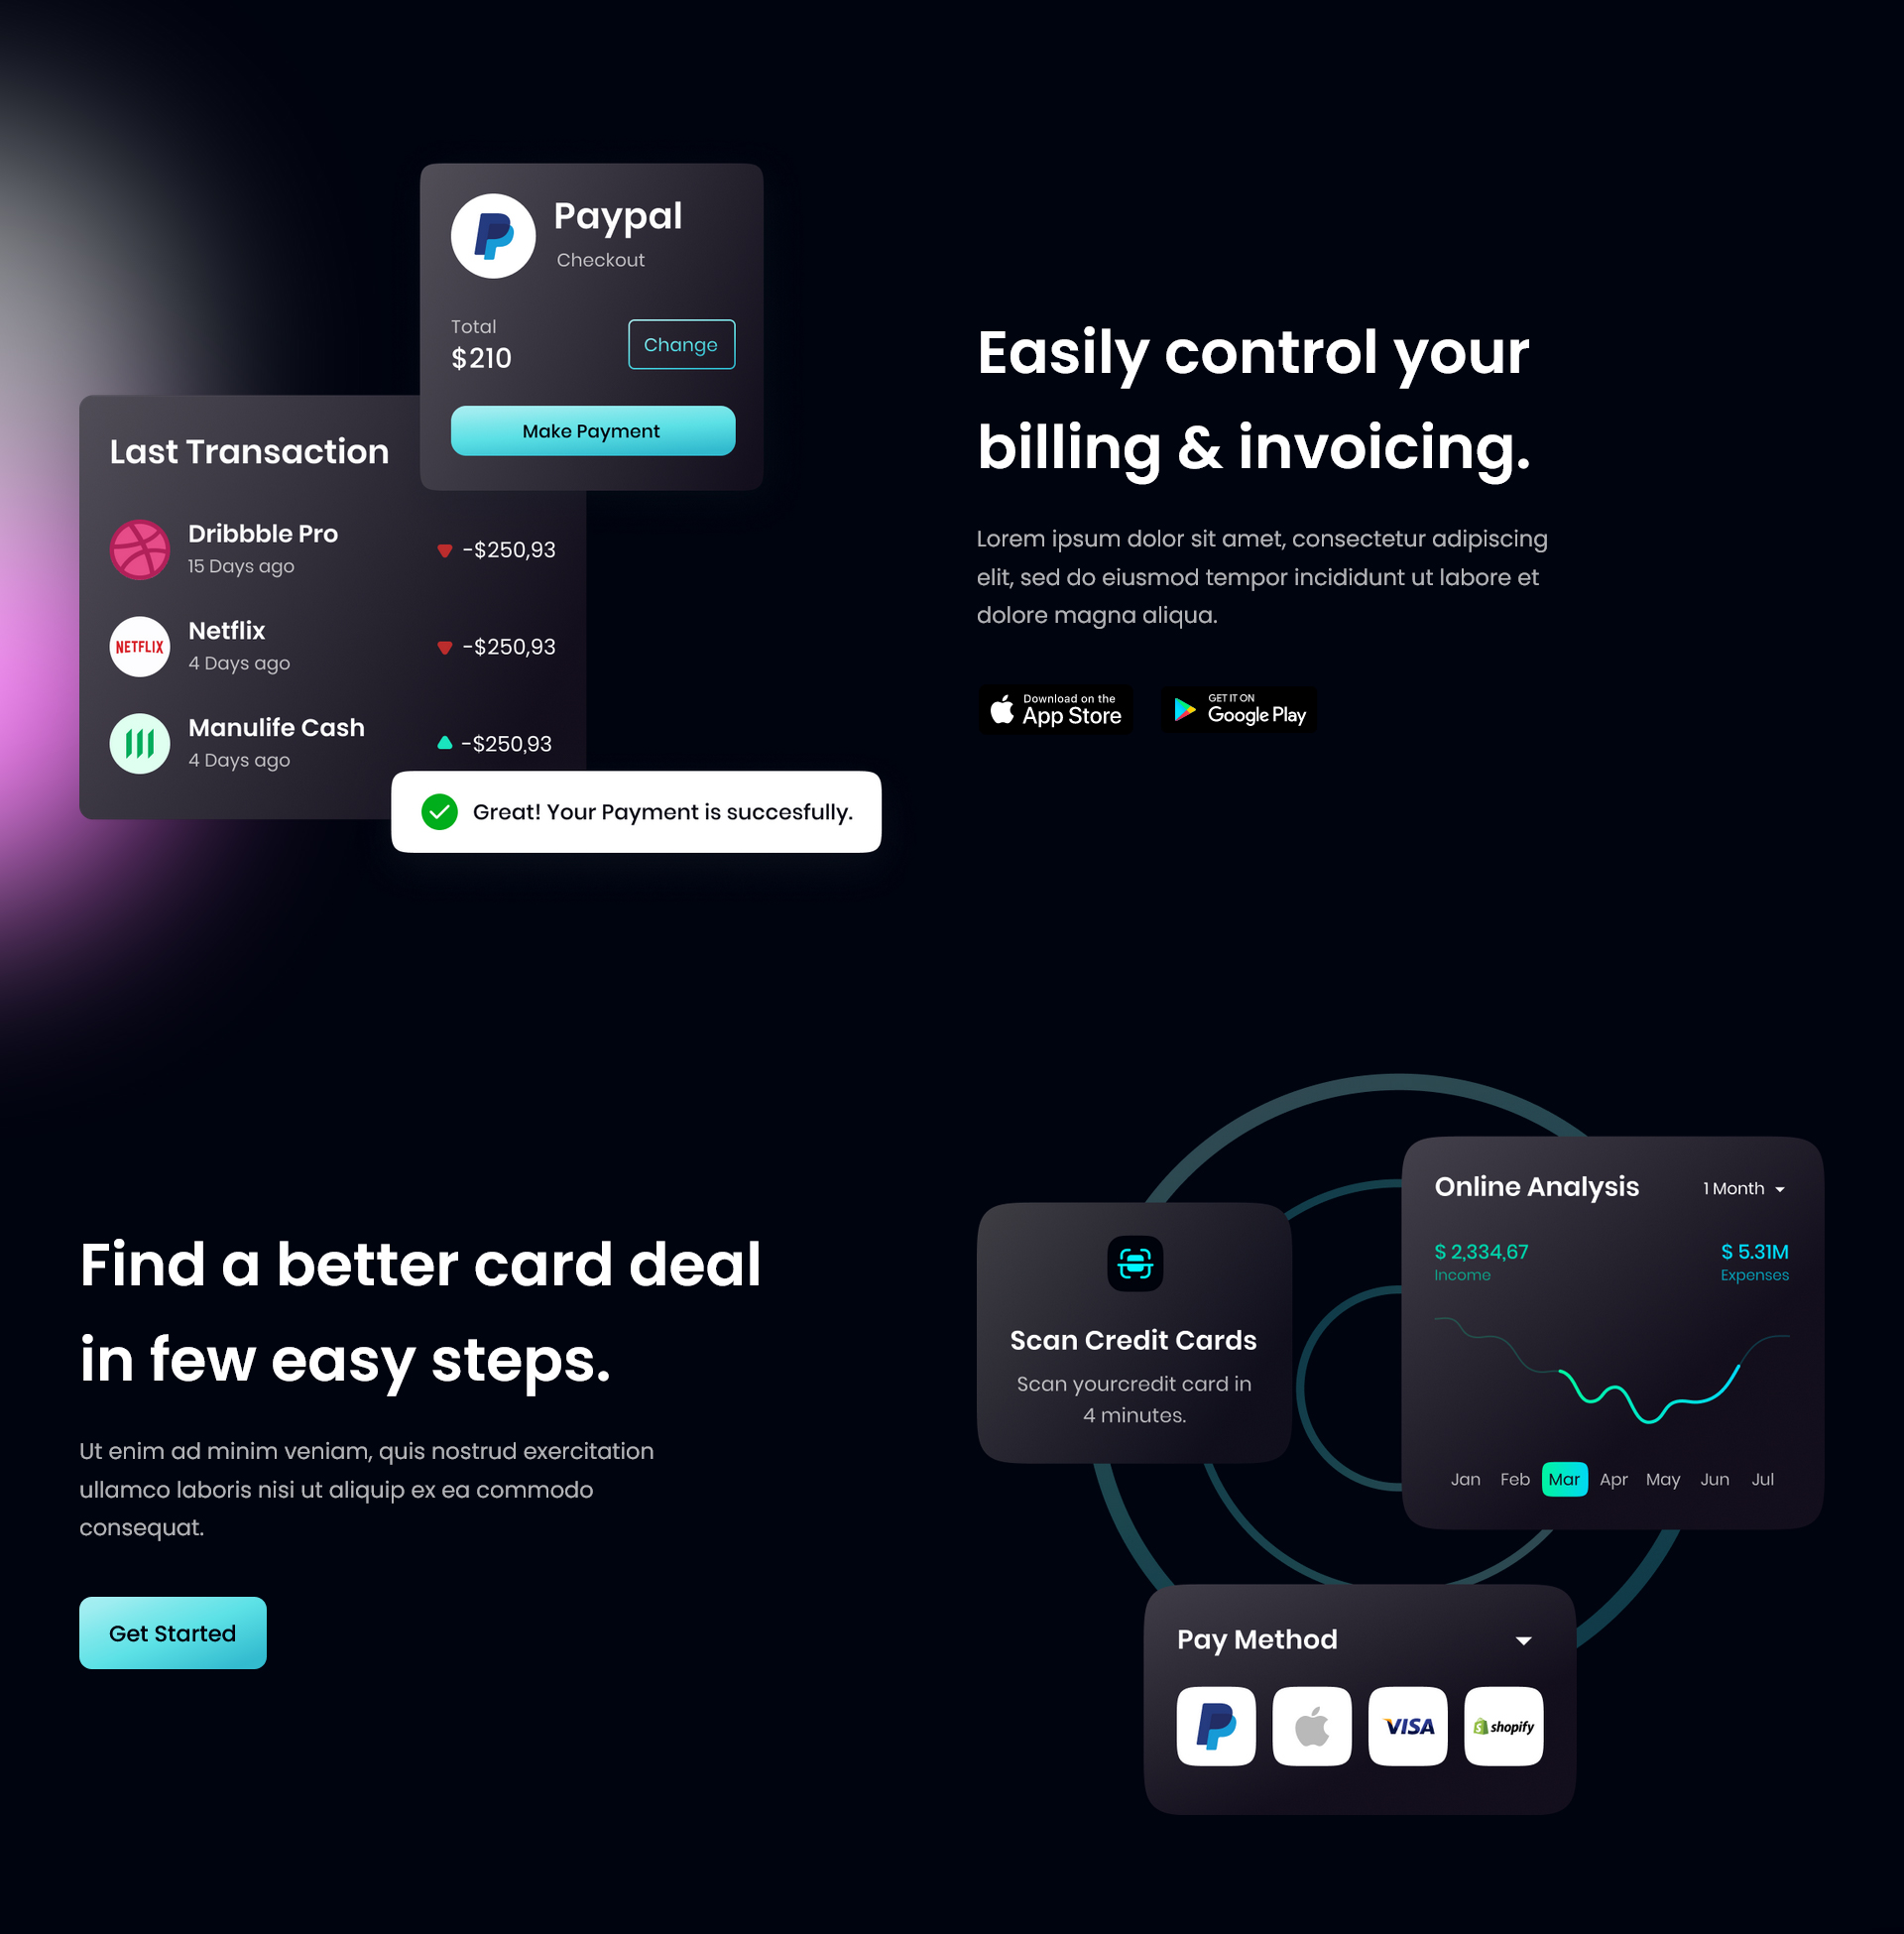 Paypal
Checkout
Total
$210
Change
Make Payment
Last Transaction
Dribbble Pro
15 Days ago
-$250,93
NETFLIX
Netflix
4 Days ago
-$250,93
Manulife Cash
4 Days ago
-$250,93
Great! Your Payment is succesfully.
Easily control your
billing & invoicing.
Lorem ipsum dolor sit amet, consectetur adipiscing
elit, sed do eiusmod tempor incididunt ut labore et
dolore magna aliqua.
Download on the
App Store
GET IT ON
Google Play
Find a better card deal
in few easy steps.
Ut enim ad minim veniam, quis nostrud exercitation
ullamco laboris nisi ut aliquip ex ea commodo
consequat.
Get Started
Scan Credit Cards
Scan yourcredit card in
4 minutes.
Online Analysis
1 Month
$ 2,334,67
Income
$ 5.31M
Expenses
Jan Feb Mar Apr May Jun Jul
Pay Method
VISA
shopify